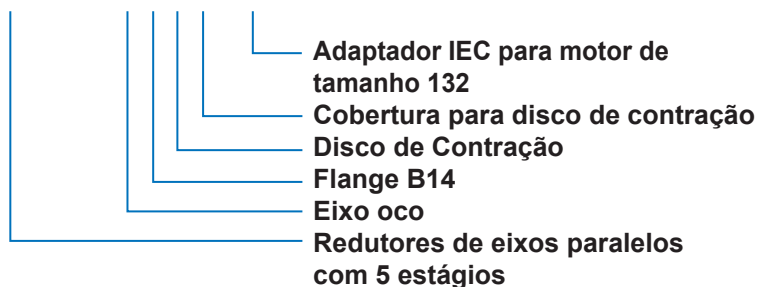 Adaptador IEC para motor de
tamanho 132
Cobertura para disco de contração
Disco de Contração
Flange B14
Eixo oco
Redutores de eixos paralelos
com 5 estágios